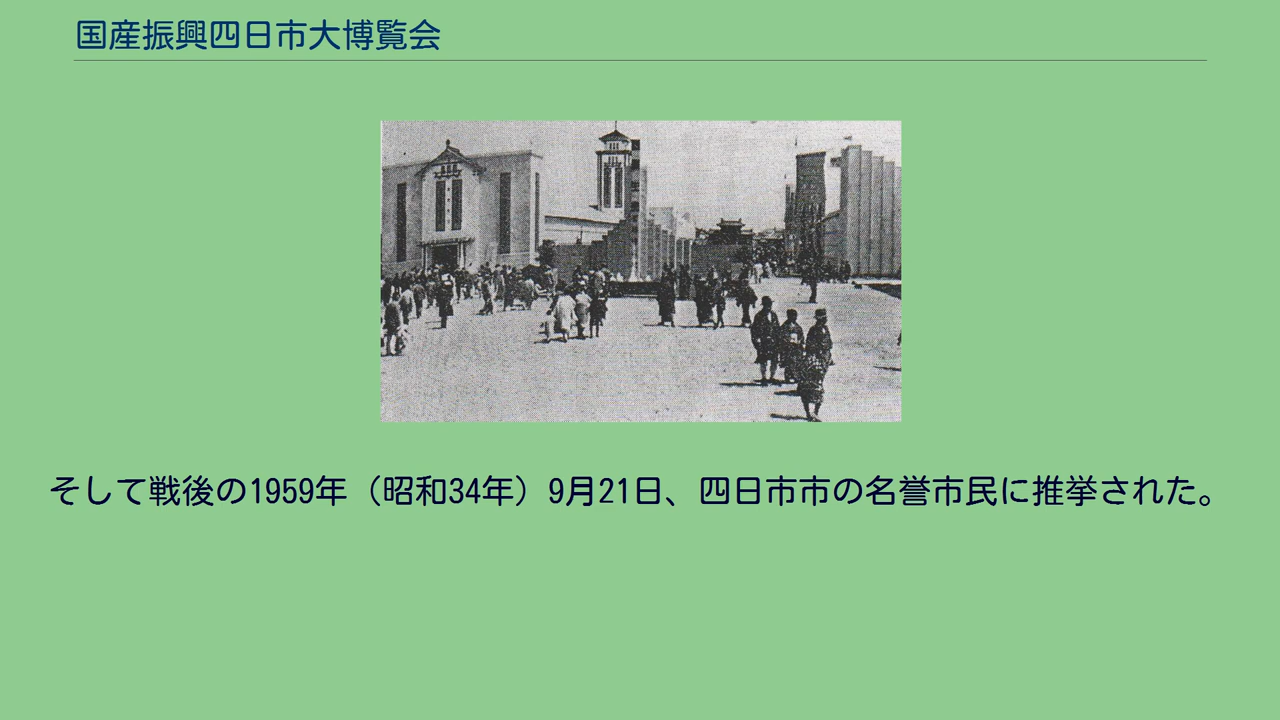 国産振興四日市大博覧会
そして戦後の1959年（昭和34年）9月21日、四日市市の名誉市民に推挙された。